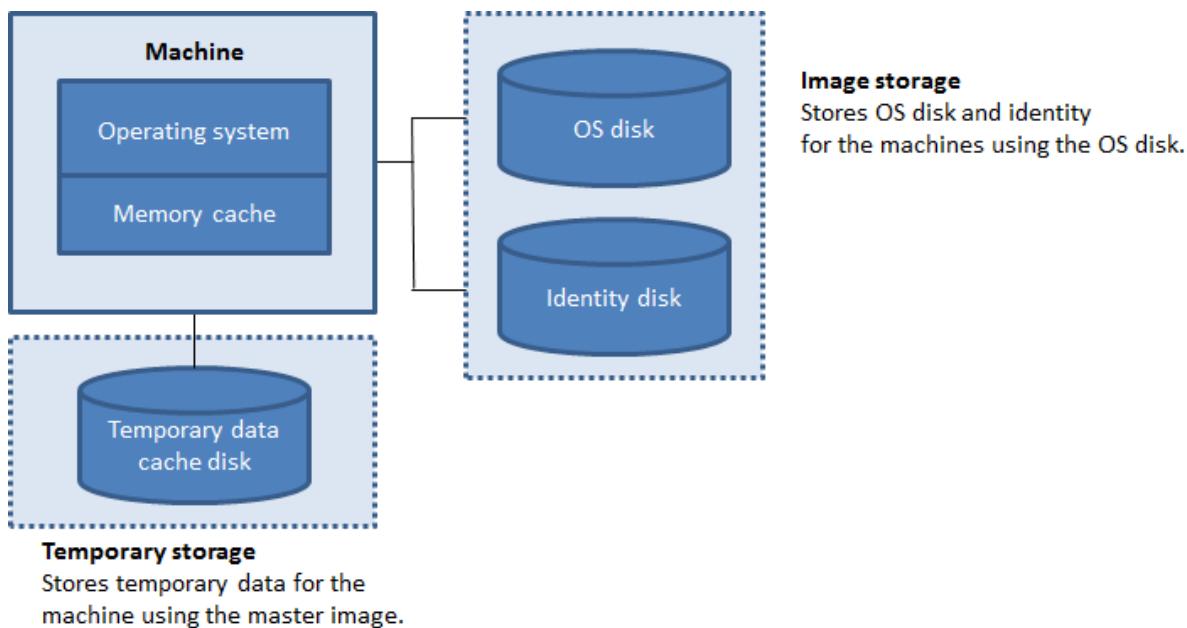 Machine
Operating system
Memory cache
OS disk
Identity disk
Image storage
Stores OS disk and identity
for the machines using the OS disk.
Temporary data
cache disk
Temporary storage
Stores temporary data for the
machine using the master image.